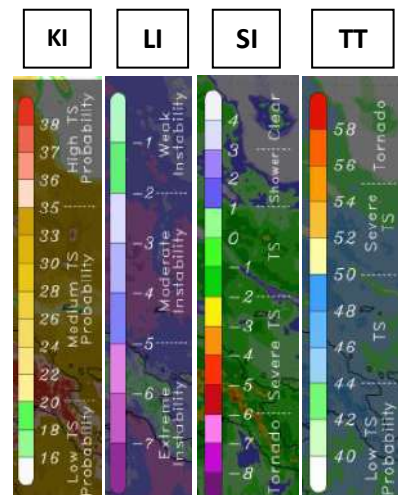 KI
LI
SI
TT
38
37
36
35
33
30
28
26
24
22
20
18
16
High TS
Probability
Medium TS
Probability
Low TS
Probability
-1
-2
-3
-4
-5
-6
-7
Weak
Instability
Moderate
Instability
Extreme
Instability
4
3
2
1
0
-1
-2
-3
-4
-5
-6
-7
-8
Clear
Shower
TS
Severe TS
Tornado
58
56
54
52
50
48
46
44
42
40
Tornado
Severe
TS
TS
Low TS
Probability